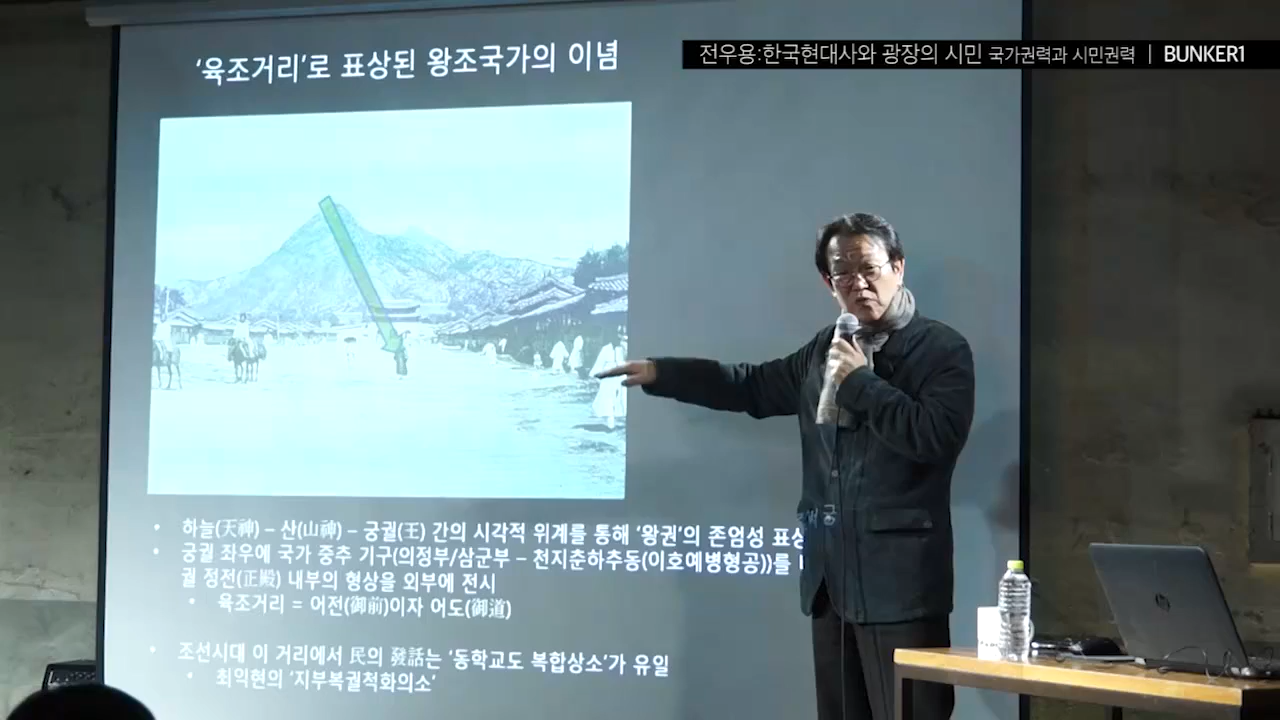 전우용:한국현대사와 광장의 시민 국가권력과 시민권력 | BUNKER1
'육조거리'로 표상된 왕조국가의 이념
• 하늘(天神) – 산(山神) – 궁궐(王) 간의 시각적 위계를 통해 '왕권'의 존엄성 표상
• 궁궐 좌우에 국가 중추 기구(의정부/삼군부 – 천지춘하추동(이호예병형공))를
궐 정전(正殿) 내부의 형상을 외부에 전시
• 육조거리 = 어전(御前)이자 어도(御道)
• 조선시대 이 거리에서 民의 發話는 '동학교도 복합상소'가 유일
• 최익현의 '지부복궐척화의소'
hp